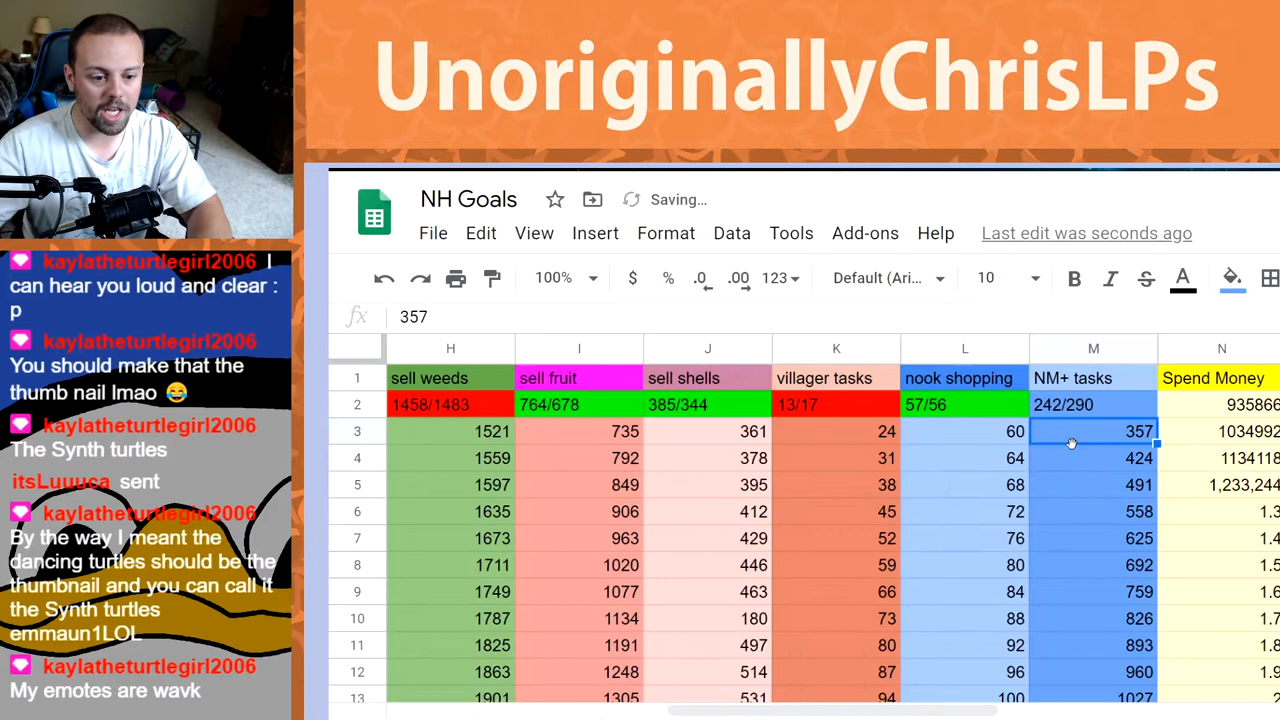 UnoriginallyChrisLPs
NH Goals Saving...
File Edit View Insert Format Data Tools Add-ons Help Last edit was seconds ago
100% $ % .0 .00 123 Default (Ari... 10 B I S A
fx 357
H I J K L M N
1 sell weeds sell fruit sell shells villager tasks nook shopping NM+ tasks Spend Money
2 1458/1483 764/678 385/344 13/17 57/56 242/290 935866
3 1521 735 361 24 60 357 1034992
4 1559 792 378 31 64 424 1134118
5 1597 849 395 38 68 491 1,233,244
6 1635 906 412 45 72 558 1.3
7 1673 963 429 52 76 625 1.4
8 1711 1020 446 59 80 692 1.5
9 1749 1077 463 66 84 759 1.6
10 1787 1134 180 73 88 826 1.7
11 1825 1191 497 80 92 893 1.8
12 1863 1248 514 87 96 960 1.9
13 1901 1305 531 94 100 1027 2
kaylatheturtlegirl2006 I
can hear you loud and clear :
p
kaylatheturtlegirl2006
You should make that the
thumb nail lmao 😂
kaylatheturtlegirl2006
The Synth turtles
itsLuuuca sent
kaylatheturtlegirl2006
By the way I meant the
dancing turtles should be the
thumbnail and you can call it
the Synth turtles
emmaun1LOL
kaylatheturtlegirl2006
My emotes are wavk